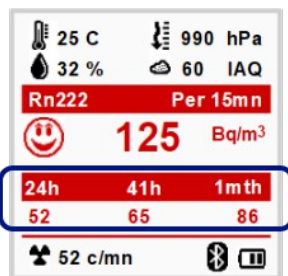 25 C 990 hPa
32 % 60 IAQ
Rn222 Per 15mn
125 Bq/m³
24h 41h 1mth
52 65 86
52 c/mn